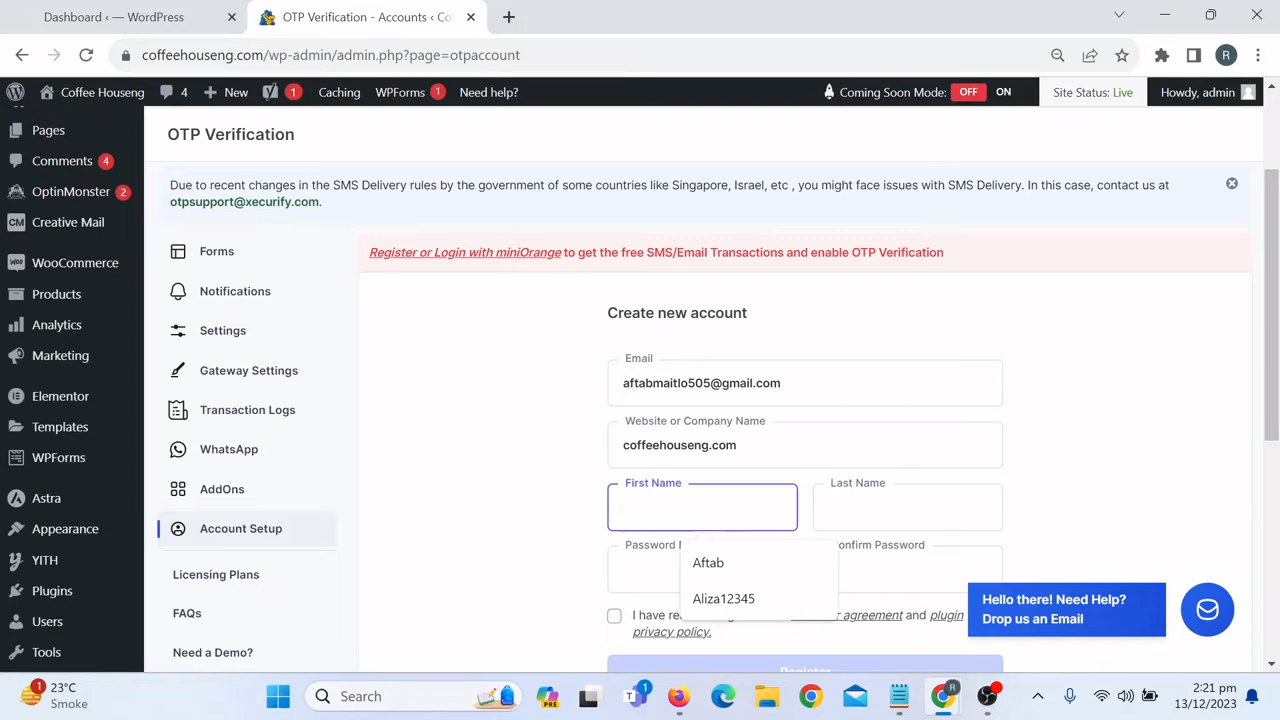 Dashboard ‹ — WordPress
OTP Verification - Accounts ‹ Co
coffeehouseng.com/wp-admin/admin.php?page=otpaccount
R
Coffee Houseng
4
New
1
Caching
WPForms
1
Need help?
Coming Soon Mode:
OFF
ON
Site Status: Live
Howdy, admin
Pages
Comments 4
OptinMonster 2
CM Creative Mail
WooCommerce
Products
Analytics
Marketing
Elementor
Templates
WPForms
Astra
Appearance
YITH
Plugins
Users
Tools
OTP Verification
Due to recent changes in the SMS Delivery rules by the government of some countries like Singapore, Israel, etc , you might face issues with SMS Delivery. In this case, contact us at
otpsupport@xecurify.com.
Forms
Notifications
Settings
Gateway Settings
Transaction Logs
WhatsApp
AddOns
Account Setup
Licensing Plans
FAQs
Need a Demo?
Register or Login with miniOrange to get the free SMS/Email Transactions and enable OTP Verification
Create new account
Email
aftabmaitlo505@gmail.com
Website or Company Name
coffeehouseng.com
First Name
Last Name
Password
onfirm Password
Aftab
Aliza12345
I have re
agreement and plugin
privacy policy.
Register
Hello there! Need Help?
Drop us an Email
23°C
Smoke
1
Search
PRE
1
R
2:21 pm
13/12/2023